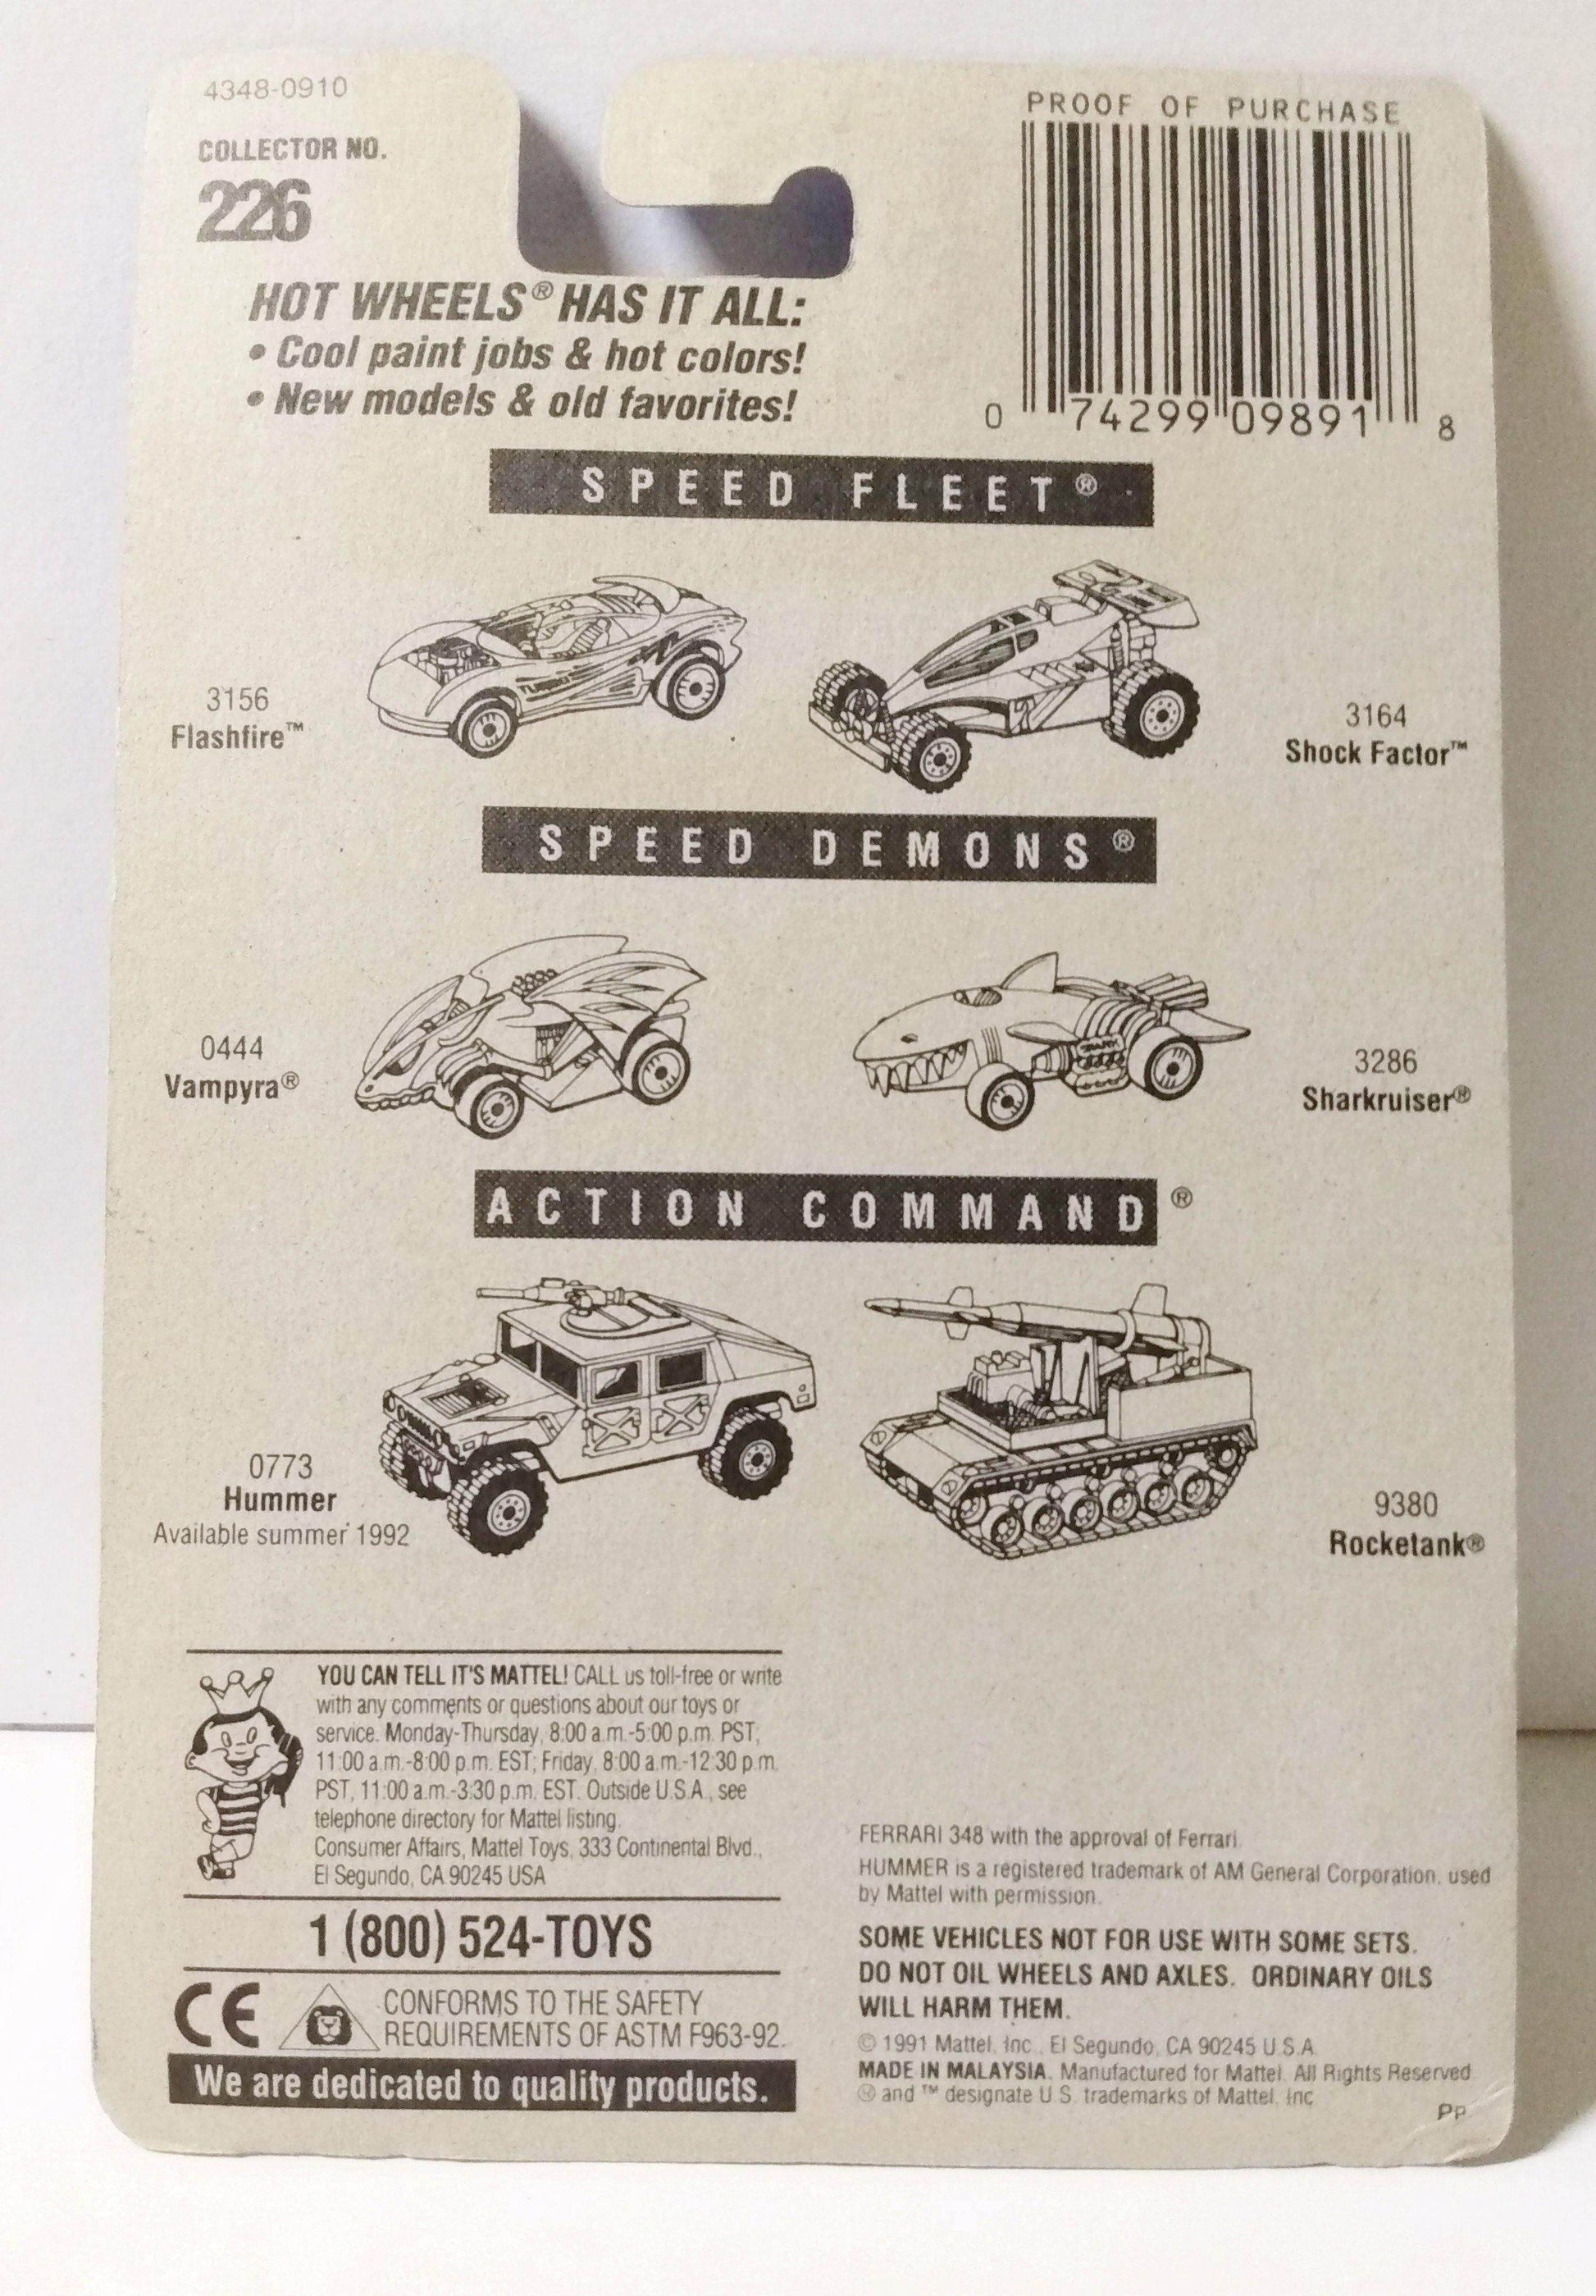 4348-0910
COLLECTOR NO.
226
PROOF OF PURCHASE
0 74299 09891 8
HOT WHEELS® HAS IT ALL:
• Cool paint jobs & hot colors!
• New models & old favorites!
SPEED FLEET®
3156
Flashfire™
TURBO
3164
Shock Factor™
SPEED DEMONS®
0444
Vampyra®
3286
Sharkruiser®
ACTION COMMAND®
0773
Hummer
Available summer 1992
9380
Rocketank®
YOU CAN TELL IT'S MATTEL! CALL us toll-free or write
with any comments or questions about our toys or
service. Monday-Thursday, 8:00 a.m.-5:00 p.m. PST,
11:00 a.m.-8:00 p.m. EST; Friday, 8:00 a.m.-12:30 p.m.
PST, 11:00 a.m.-3:30 p.m. EST. Outside U.S.A., see
telephone directory for Mattel listing.
Consumer Affairs, Mattel Toys, 333 Continental Blvd.,
El Segundo, CA 90245 USA
1 (800) 524-TOYS
CE
CONFORMS TO THE SAFETY
REQUIREMENTS OF ASTM F963-92.
We are dedicated to quality products.
FERRARI 348 with the approval of Ferrari.
HUMMER is a registered trademark of AM General Corporation, used
by Mattel with permission.
SOME VEHICLES NOT FOR USE WITH SOME SETS.
DO NOT OIL WHEELS AND AXLES. ORDINARY OILS
WILL HARM THEM.
© 1991 Mattel, Inc., El Segundo, CA 90245 U.S.A.
MADE IN MALAYSIA. Manufactured for Mattel. All Rights Reserved.
® and ™ designate U.S. trademarks of Mattel, Inc.
PP